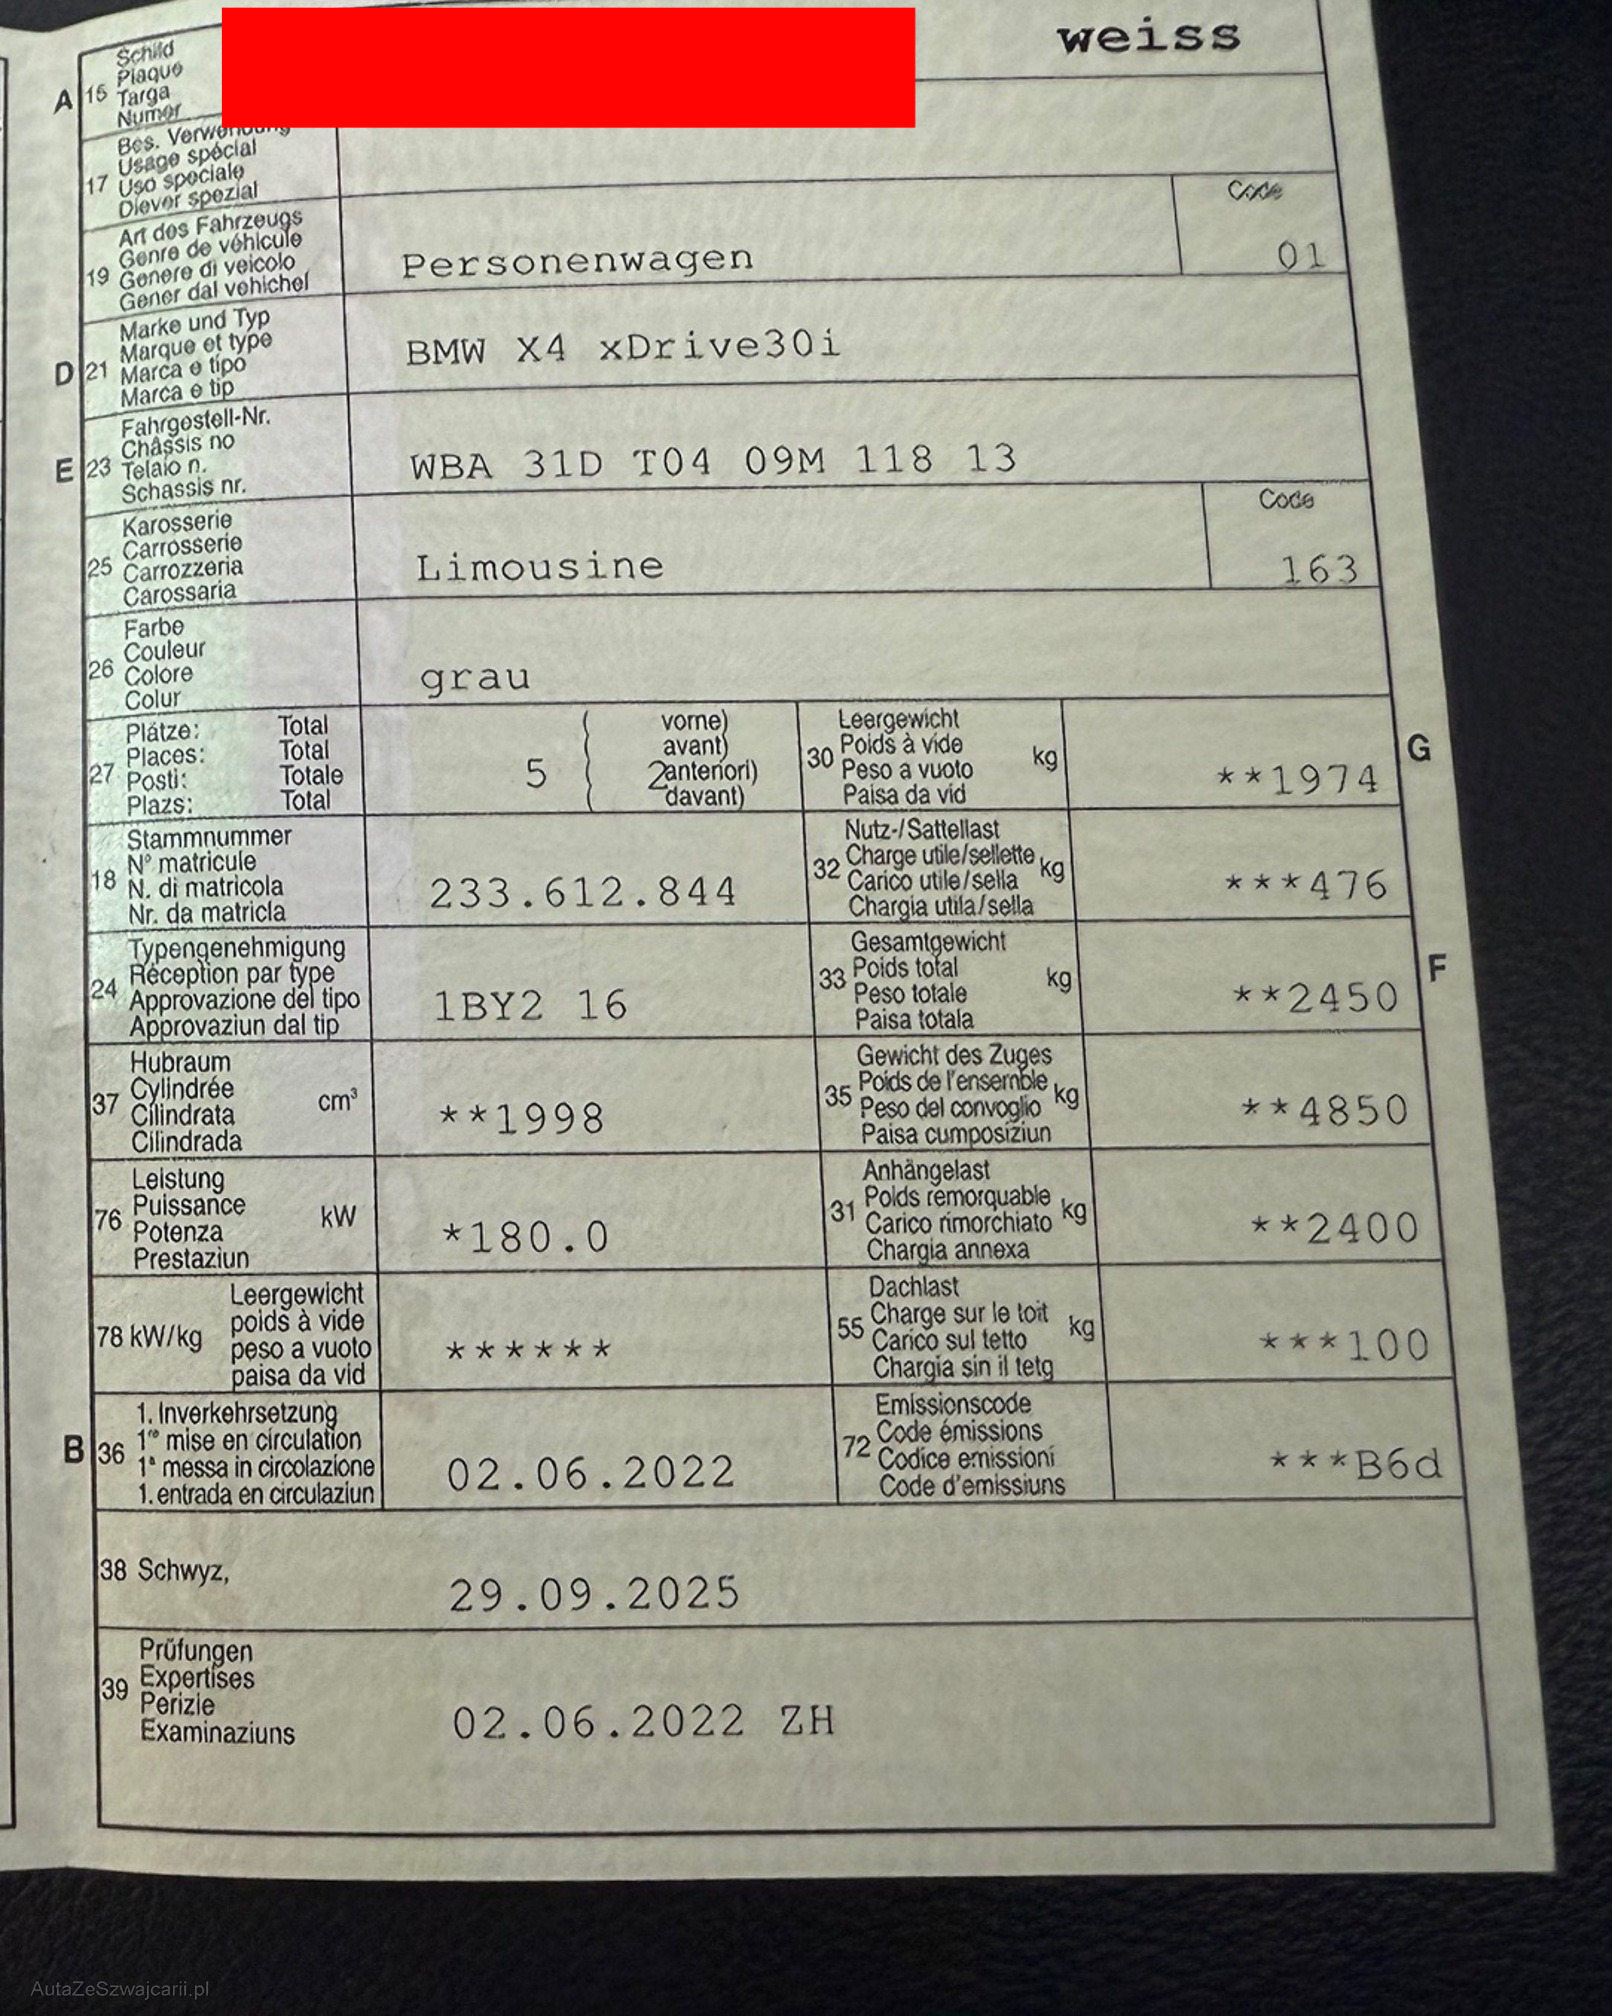 weiss
A 15 Schild
Plaque
Targa
Numer
17 Bes. Verwendung
Usage spécial
Uso speciale
Diever spezial
19 Art des Fahrzeugs
Genre de véhicule
Genere di veicolo
Gener dal vehichel
Personenwagen
Code
01
D 21 Marke und Typ
Marque et type
Marca e tipo
Marca e tip
BMW X4 xDrive30i
E 23 Fahrgestell-Nr.
Châssis no
Telaio n.
Schassis nr.
WBA 31D T04 09M 118 13
25 Karosserie
Carrosserie
Carrozzeria
Carossaria
Limousine
Code
163
26 Farbe
Couleur
Colore
Colur
grau
27 Plätze: Total
Places: Total
Posti: Totale
Plazs: Total
5 ( vorne)
( avant)
( 2 anteriori)
( davant)
30 Leergewicht
Poids à vide kg
Peso a vuoto
Paisa da vid
**1974
G
18 Stammnummer
N° matricule
N. di matricola
Nr. da matricla
233.612.844
32 Nutz-/Sattellast
Charge utile/sellette kg
Carico utile/sella
Chargia utila/sella
***476
24 Typengenehmigung
Réception par type
Approvazione del tipo
Approvaziun dal tip
1BY2 16
33 Gesamtgewicht
Poids total kg
Peso totale
Paisa totala
**2450
F
37 Hubraum
Cylindrée cm³
Cilindrata
Cilindrada
**1998
35 Gewicht des Zuges
Poids de l'ensemble kg
Peso del convoglio
Paisa cumposiziun
**4850
76 Leistung
Puissance kW
Potenza
Prestaziun
*180.0
31 Anhängelast
Poids remorquable kg
Carico rimorchiato
Chargia annexa
**2400
78 kW/kg Leergewicht
poids à vide
peso a vuoto
paisa da vid
******
55 Dachlast
Charge sur le toit kg
Carico sul tetto
Chargia sin il tetg
***100
B 36 1. Inverkehrsetzung
1re mise en circulation
1a messa in circolazione
1. entrada en circulaziun
02.06.2022
72 Emissionscode
Code émissions
Codice emissioni
Code d'emissiuns
***B6d
38 Schwyz,
29.09.2025
39 Prüfungen
Expertises
Perizie
Examinaziuns
02.06.2022 ZH
AutaZeSzwajcarii.pl